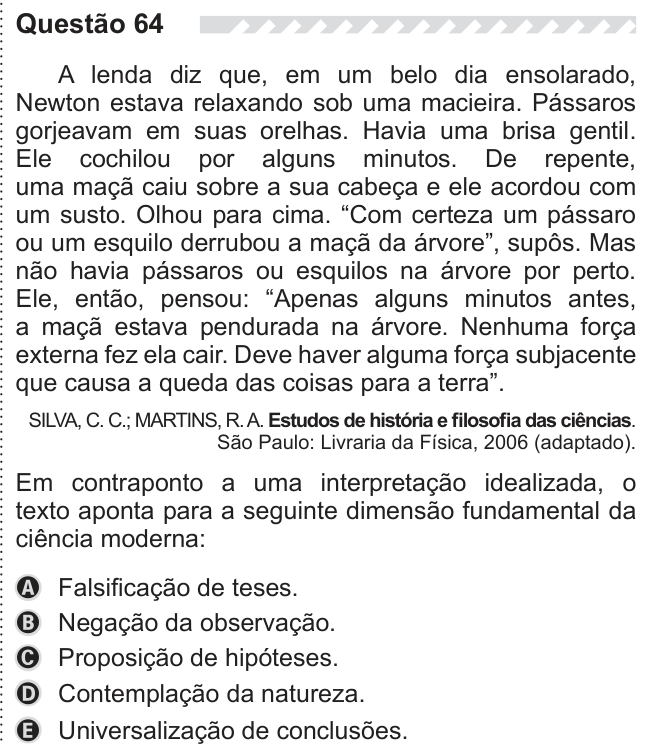 Questão 64
A lenda diz que, em um belo dia ensolarado,
Newton estava relaxando sob uma macieira. Pássaros
gorjeavam em suas orelhas. Havia uma brisa gentil.
Ele cochilou por alguns minutos. De repente,
uma maçã caiu sobre a sua cabeça e ele acordou com
um susto. Olhou para cima. “Com certeza um pássaro
ou um esquilo derrubou a maçã da árvore”, supôs. Mas
não havia pássaros ou esquilos na árvore por perto.
Ele, então, pensou: “Apenas alguns minutos antes,
a maçã estava pendurada na árvore. Nenhuma força
externa fez ela cair. Deve haver alguma força subjacente
que causa a queda das coisas para a terra”.
SILVA, C. C.; MARTINS, R. A. Estudos de história e filosofia das ciências.
São Paulo: Livraria da Física, 2006 (adaptado).
Em contraponto a uma interpretação idealizada, o
texto aponta para a seguinte dimensão fundamental da
ciência moderna:
A Falsificação de teses.
B Negação da observação.
C Proposição de hipóteses.
D Contemplação da natureza.
E Universalização de conclusões.